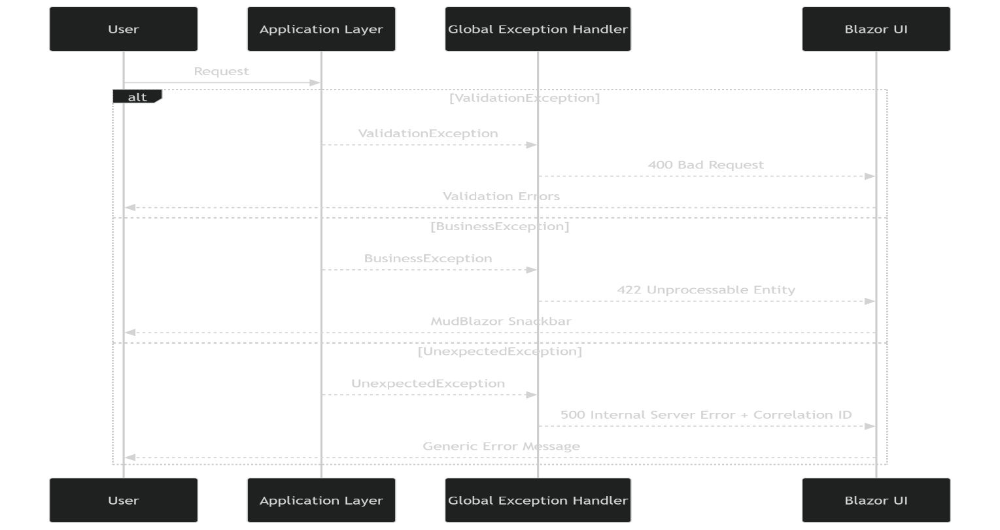 User
Application Layer
Global Exception Handler
Blazor UI
Request
alt
[ValidationException]
ValidationException
400 Bad Request
Validation Errors
[BusinessException]
BusinessException
422 Unprocessable Entity
MudBlazor Snackbar
[UnexpectedException]
UnexpectedException
500 Internal Server Error + Correlation ID
Generic Error Message
User
Application Layer
Global Exception Handler
Blazor UI